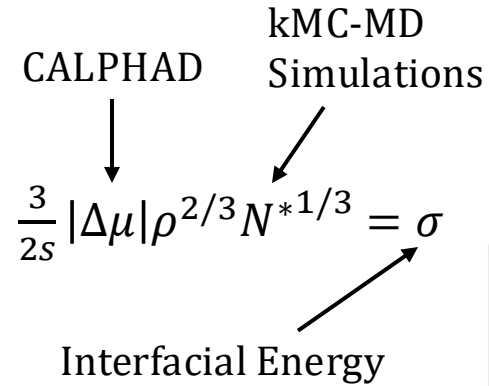 kMC-MD
CALPHAD Simulations
3/2s |Δμ|ρ^2/3 N*^1/3 = σ
Interfacial Energy